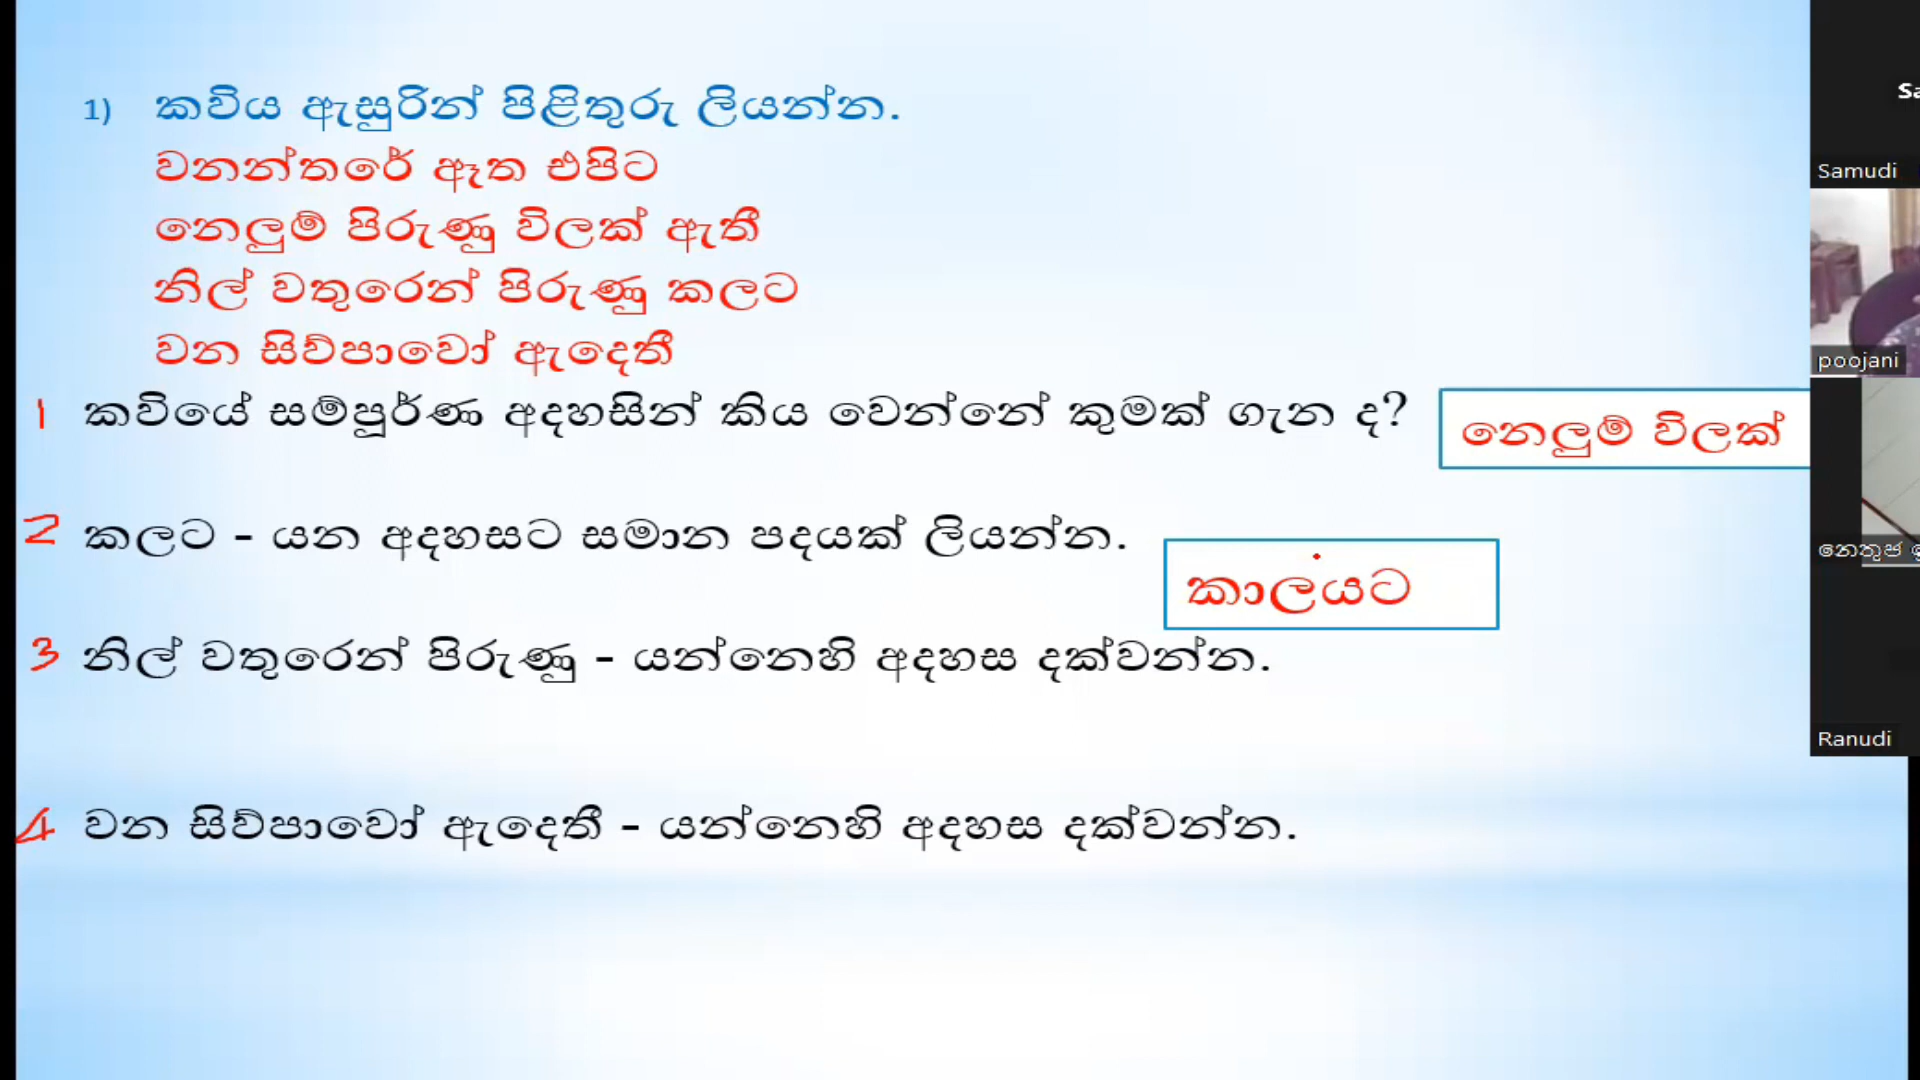 1) කවිය ඇසුරින් පිළිතුරු ලියන්න.
වනන්තරේ ඈත එපිට
නෙලුම් පිරුණු විලක් ඇතී
නිල් වතුරෙන් පිරුණු කලට
වන සිව්පාවෝ ඇදෙතී
1 කවියේ සම්පූර්ණ අදහසින් කිය වෙන්නේ කුමක් ගැන ද?
නෙලුම් විලක්
2 කලට - යන අදහසට සමාන පදයක් ලියන්න.
කාලයට
3 නිල් වතුරෙන් පිරුණු - යන්නෙහි අදහස දක්වන්න.
4 වන සිව්පාවෝ ඇදෙතී - යන්නෙහි අදහස දක්වන්න.
Sa
Samudi
poojani
නෙතුජ
Ranudi